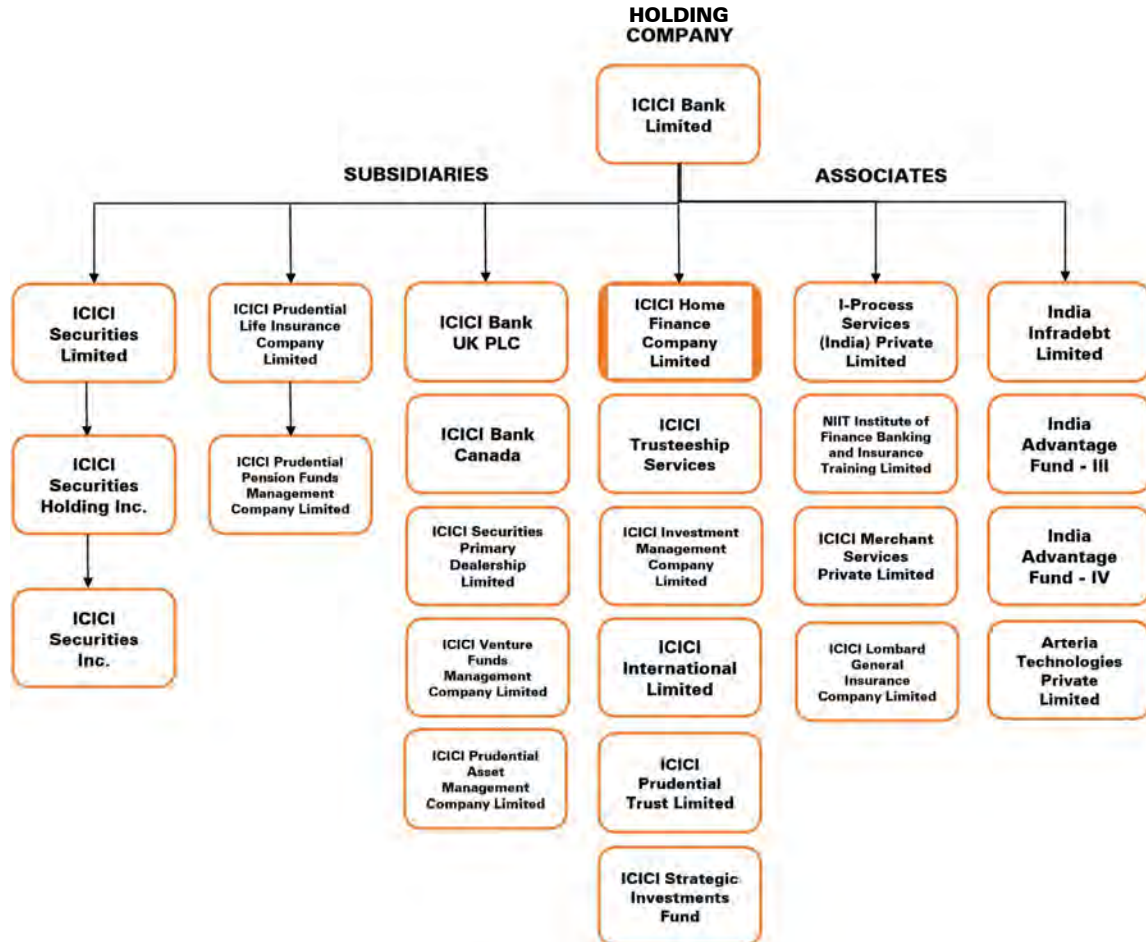 HOLDING
COMPANY
ICICI Bank
Limited
SUBSIDIARIES
ASSOCIATES
ICICI
Securities
Limited
ICICI Prudential
Life Insurance
Company
Limited
ICICI Bank
UK PLC
ICICI Home
Finance
Company
Limited
I-Process
Services
(India) Private
Limited
India
Infradebt
Limited
ICICI
Securities
Holding Inc.
ICICI Prudential
Pension Funds
Management
Company Limited
ICICI Bank
Canada
ICICI
Trusteeship
Services
NIIT Institute of
Finance Banking
and Insurance
Training Limited
India
Advantage
Fund - III
ICICI
Securities
Inc.
ICICI Securities
Primary
Dealership
Limited
ICICI Investment
Management
Company
Limited
ICICI Merchant
Services
Private Limited
India
Advantage
Fund - IV
ICICI Venture
Funds
Management
Company Limited
ICICI
International
Limited
ICICI Lombard
General
Insurance
Company Limited
Arteria
Technologies
Private
Limited
ICICI Prudential
Asset
Management
Company Limited
ICICI
Prudential
Trust Limited
ICICI Strategic
Investments
Fund